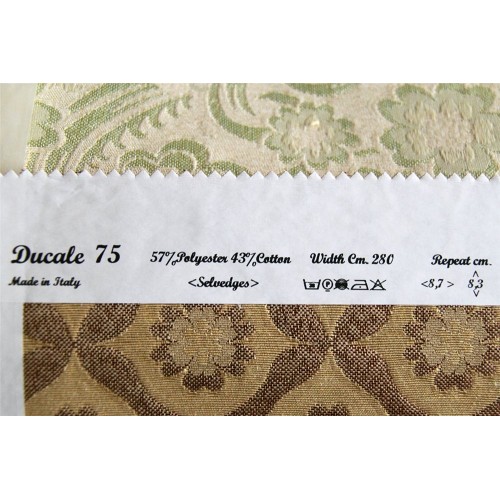 Ducale 75 57%Polyester 43%Cotton Width Cm. 280 Repeat cm.
Made in Italy <Selvedges> <8,7 > 8,3